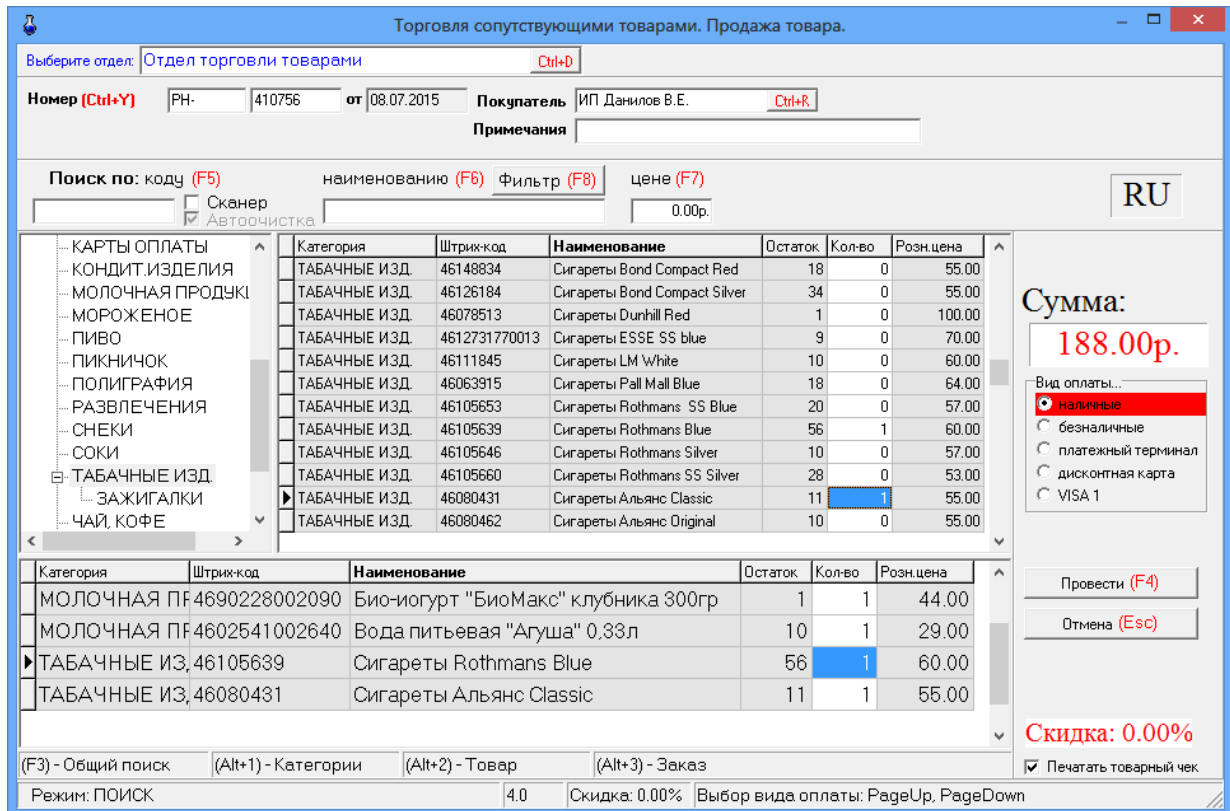 Торговля сопутствующими товарами. Продажа товара.
Выберите отдел: Отдел торговли товарами Ctrl+D
Номер (Ctrl+Y) РН- 410756 от 08.07.2015 Покупатель ИП Данилов В.Е. Ctrl+R
Примечания
Поиск по: коду (F5) наименованию (F6) Фильтр (F8) цене (F7)
Сканер
Автоочистка
0.00р.
RU
КАРТЫ ОПЛАТЫ
КОНДИТ.ИЗДЕЛИЯ
МОЛОЧНАЯ ПРОДУКЦ
МОРОЖЕНОЕ
ПИВО
ПИКНИЧОК
ПОЛИГРАФИЯ
РАЗВЛЕЧЕНИЯ
СНЕКИ
СОКИ
ТАБАЧНЫЕ ИЗД.
ЗАЖИГАЛКИ
ЧАЙ, КОФЕ
Категория Штрих-код Наименование Остаток Кол-во Розн.цена
ТАБАЧНЫЕ ИЗД. 46148834 Сигареты Bond Compact Red 18 0 55.00
ТАБАЧНЫЕ ИЗД. 46126184 Сигареты Bond Compact Silver 34 0 55.00
ТАБАЧНЫЕ ИЗД. 46078513 Сигареты Dunhill Red 1 0 100.00
ТАБАЧНЫЕ ИЗД. 4612731770013 Сигареты ESSE SS blue 9 0 70.00
ТАБАЧНЫЕ ИЗД. 46111845 Сигареты LM White 10 0 60.00
ТАБАЧНЫЕ ИЗД. 46063915 Сигареты Pall Mall Blue 18 0 64.00
ТАБАЧНЫЕ ИЗД. 46105653 Сигареты Rothmans SS Blue 20 0 57.00
ТАБАЧНЫЕ ИЗД. 46105639 Сигареты Rothmans Blue 56 1 60.00
ТАБАЧНЫЕ ИЗД. 46105646 Сигареты Rothmans Silver 10 0 57.00
ТАБАЧНЫЕ ИЗД. 46105660 Сигареты Rothmans SS Silver 28 0 53.00
ТАБАЧНЫЕ ИЗД. 46080431 Сигареты Альянс Classic 11 1 55.00
ТАБАЧНЫЕ ИЗД. 46080462 Сигареты Альянс Original 10 0 55.00
Сумма:
188.00р.
Вид оплаты...
наличные
безналичные
платежный терминал
дисконтная карта
VISA 1
Категория Штрих-код Наименование Остаток Кол-во Розн.цена
МОЛОЧНАЯ ПР 4690228002090 Био-иогурт "БиоМакс" клубника 300гр 1 1 44.00
МОЛОЧНАЯ ПР 4602541002640 Вода питьевая "Агуша" 0,33л 10 1 29.00
ТАБАЧНЫЕ ИЗД 46105639 Сигареты Rothmans Blue 56 1 60.00
ТАБАЧНЫЕ ИЗД 46080431 Сигареты Альянс Classic 11 1 55.00
Провести (F4)
Отмена (Esc)
Скидка: 0.00%
Печатать товарный чек
(F3) - Общий поиск (Alt+1) - Категории (Alt+2) - Товар (Alt+3) - Заказ
Режим: ПОИСК 4.0 Скидка: 0.00% Выбор вида оплаты: PageUp, PageDown